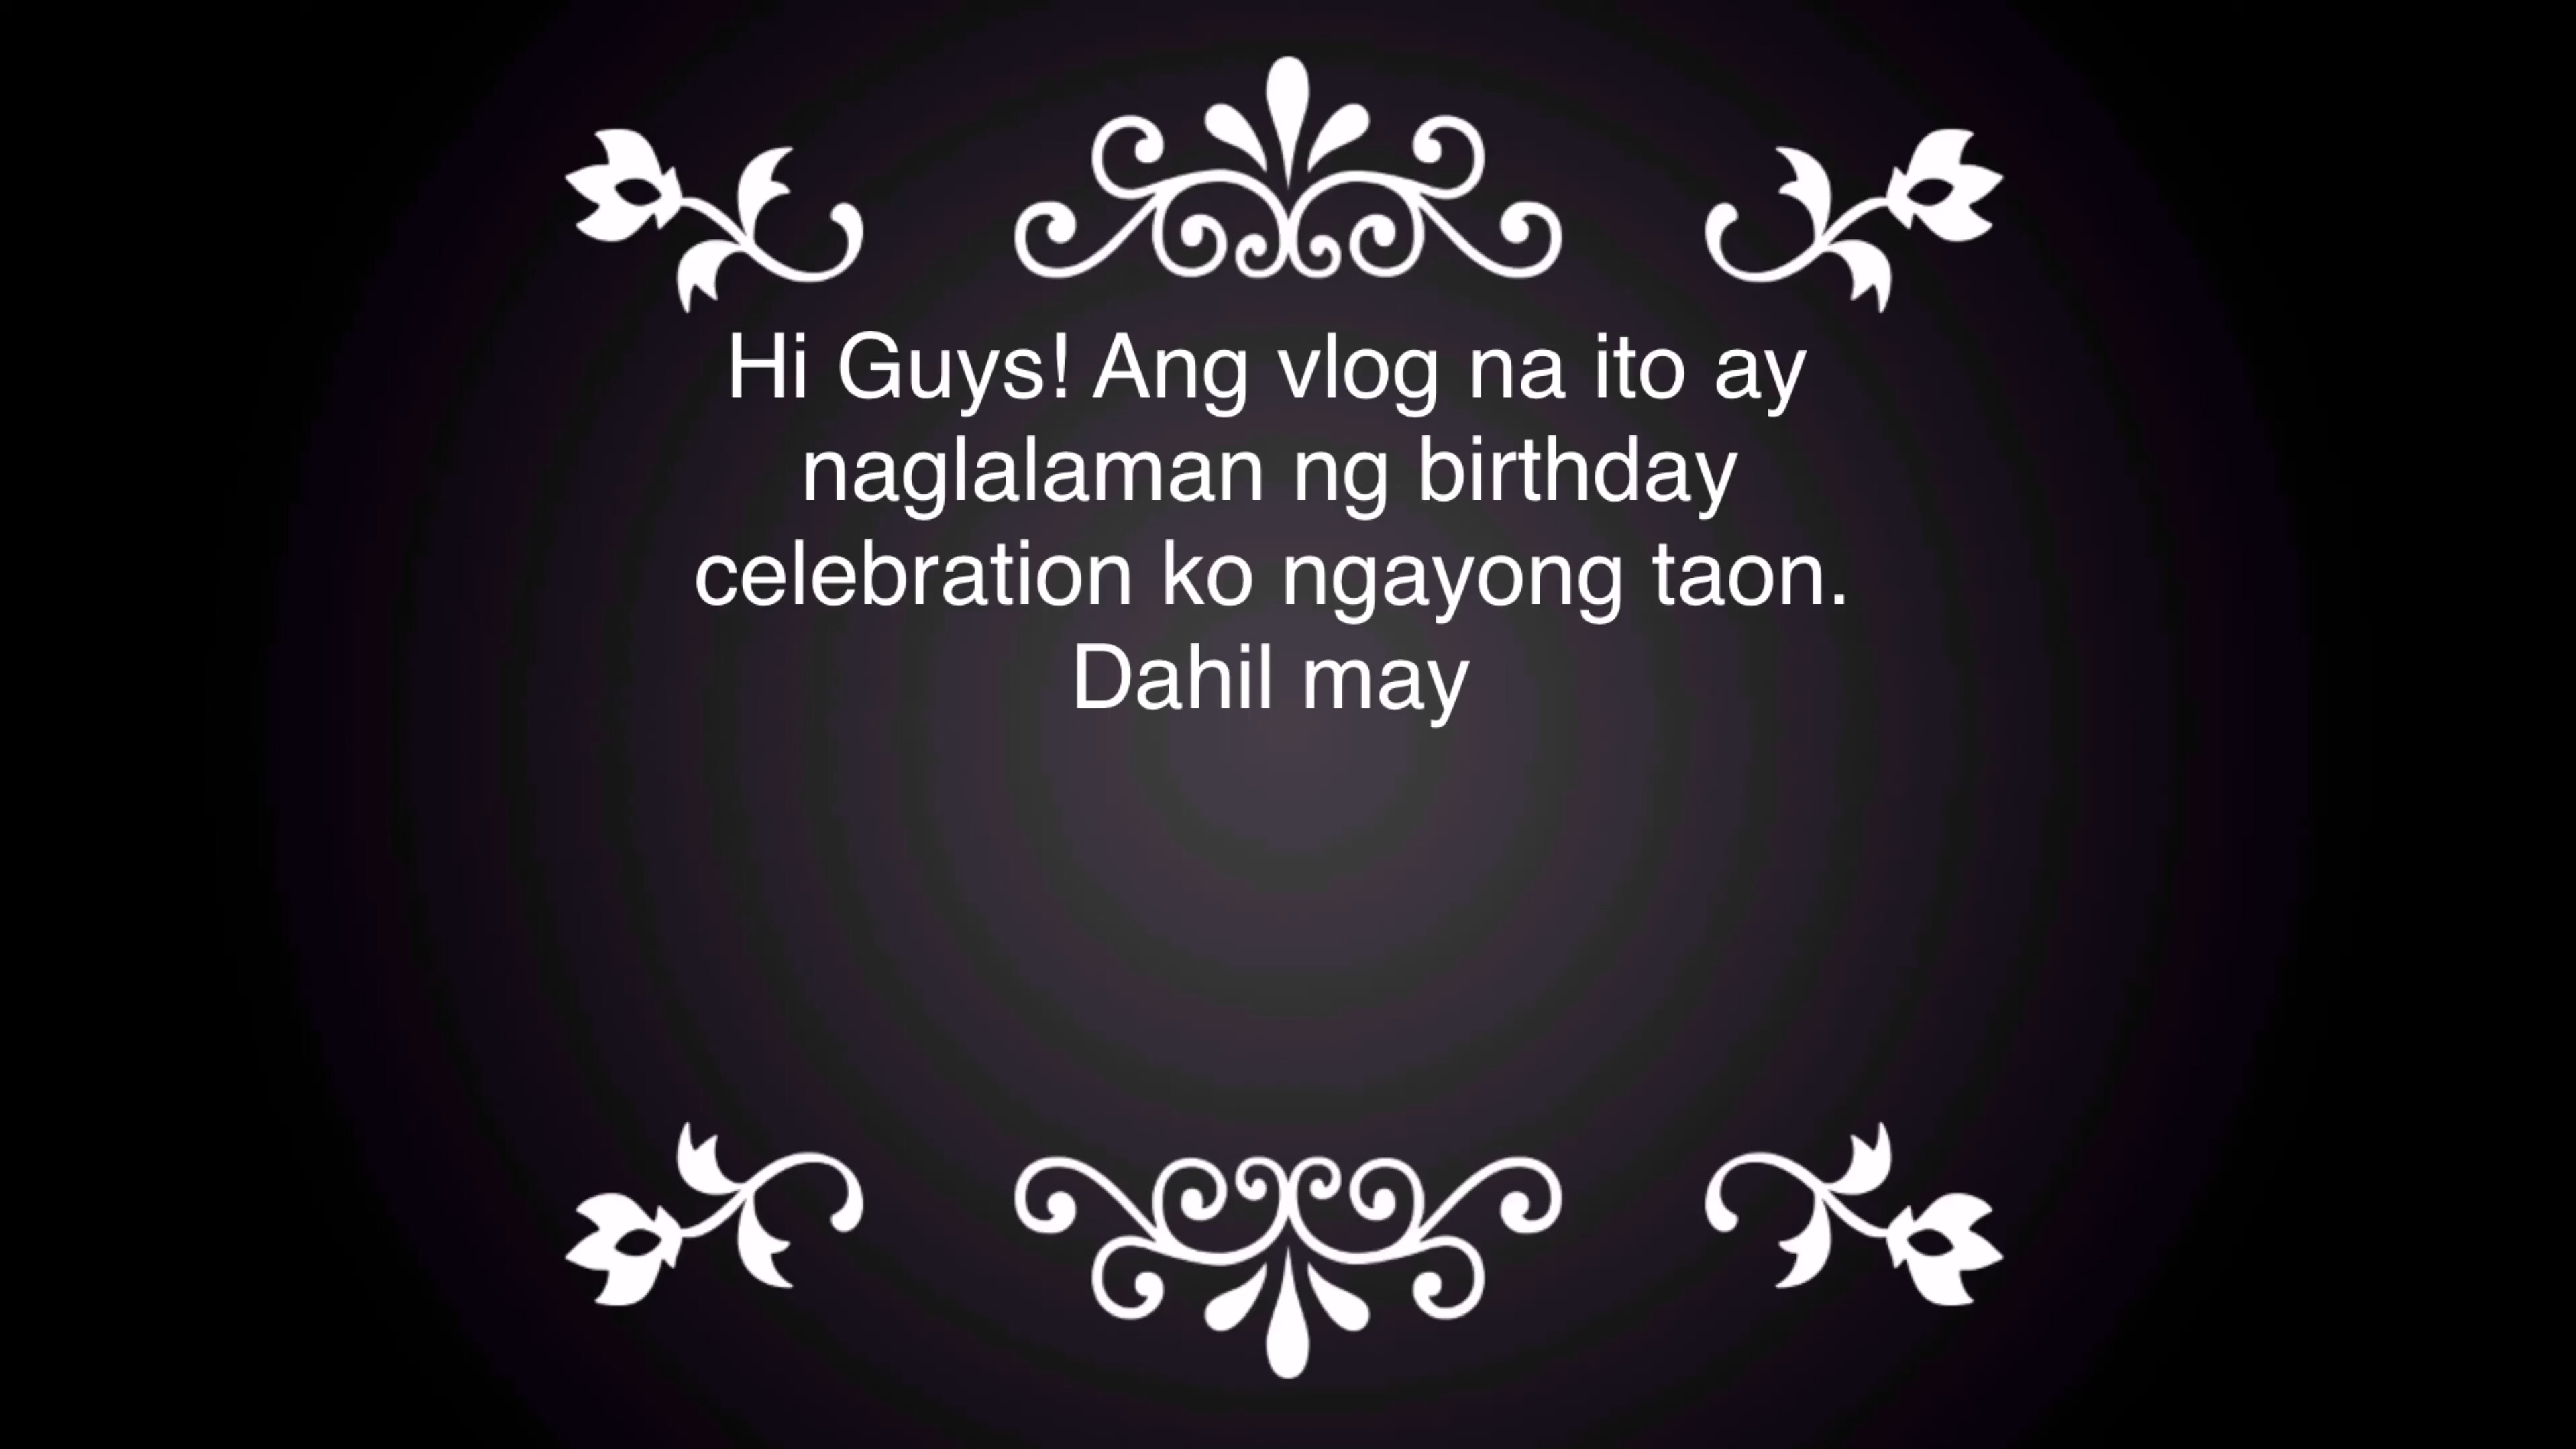 Hi Guys! Ang vlog na ito ay
naglalaman ng birthday
celebration ko ngayong taon.
Dahil may